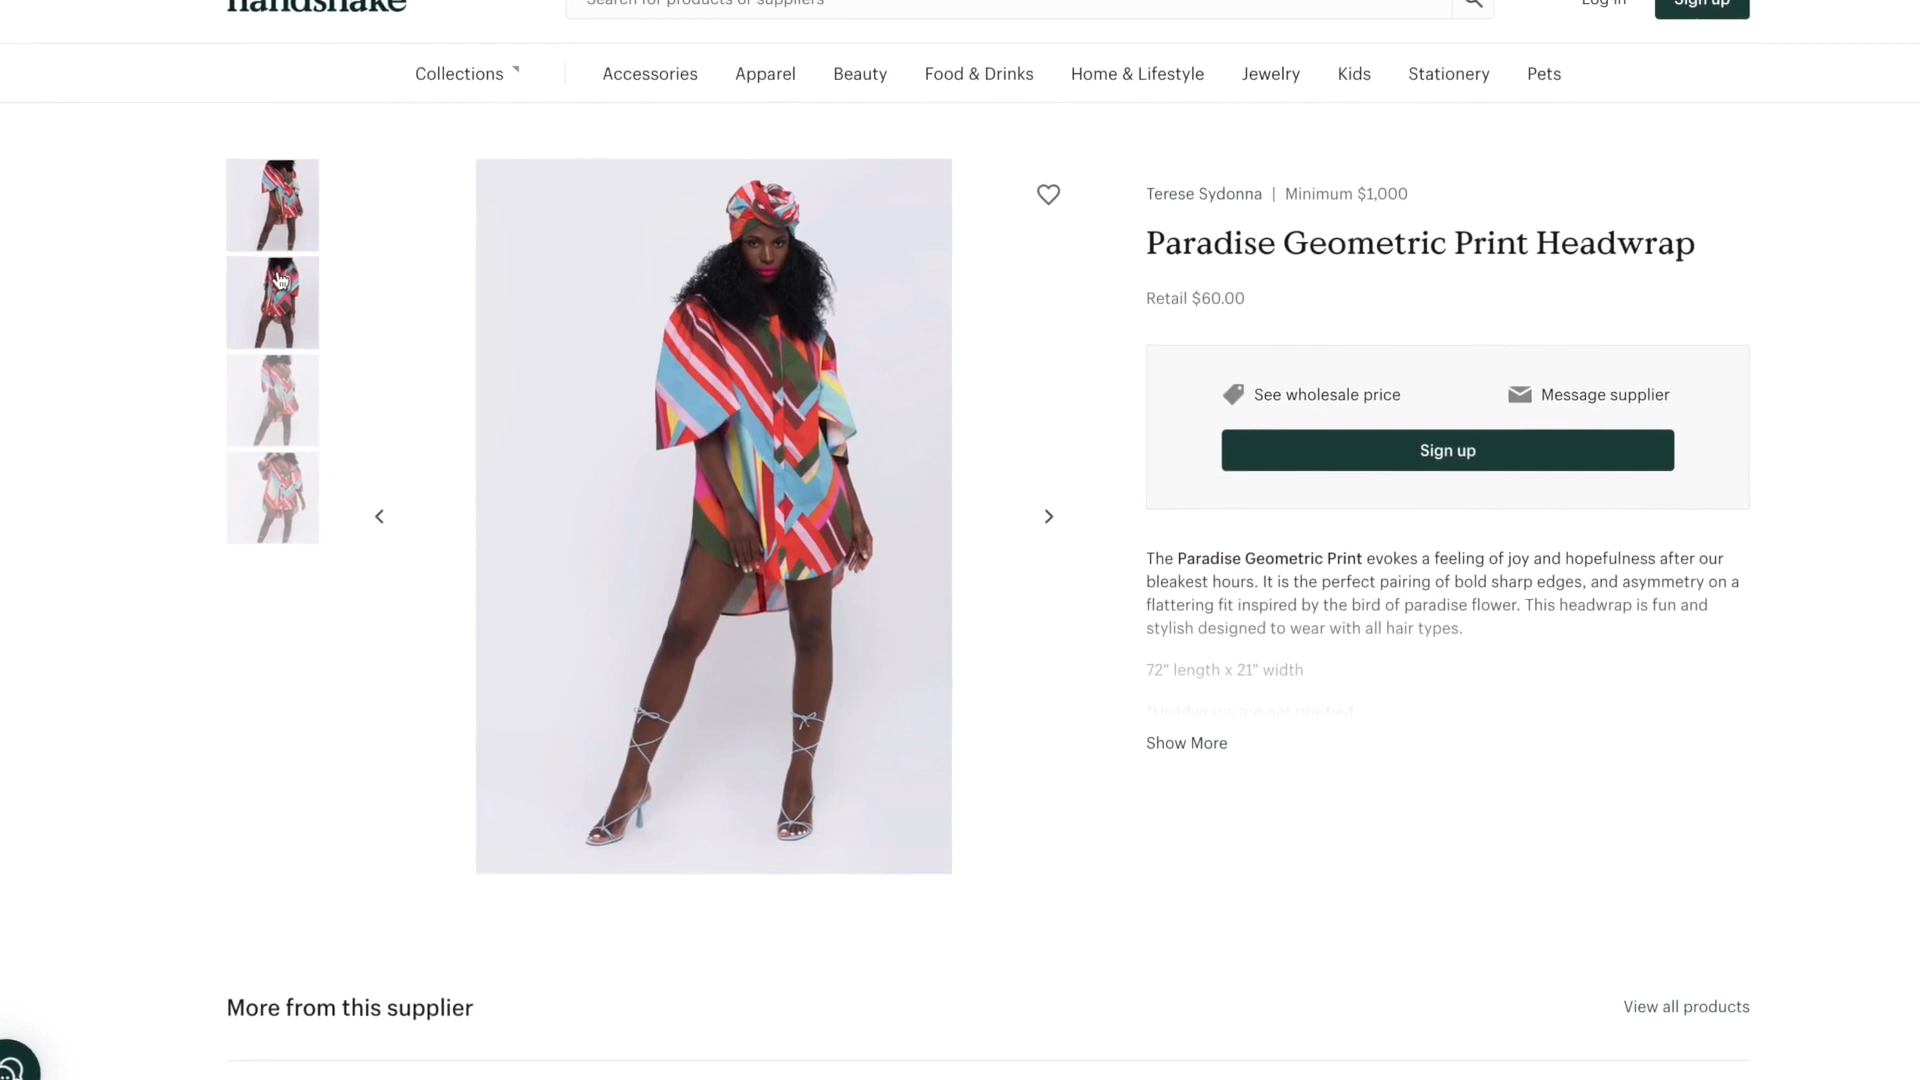 handshake
Search for products or suppliers
Log in
Sign up
Collections
Accessories
Apparel
Beauty
Food & Drinks
Home & Lifestyle
Jewelry
Kids
Stationery
Pets
Terese Sydonna | Minimum $1,000
Paradise Geometric Print Headwrap
Retail $60.00
See wholesale price
Message supplier
Sign up
The Paradise Geometric Print evokes a feeling of joy and hopefulness after our
bleakest hours. It is the perfect pairing of bold sharp edges, and asymmetry on a
flattering fit inspired by the bird of paradise flower. This headwrap is fun and
stylish designed to wear with all hair types.
72" length x 21" width
*Headwraps are not pre-tied
Show More
More from this supplier
View all products